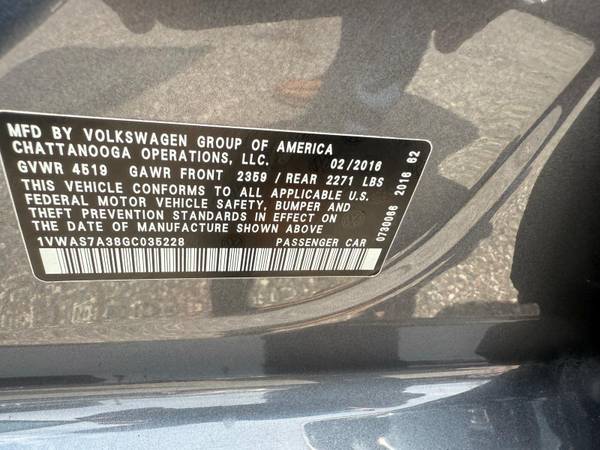 MFD BY VOLKSWAGEN GROUP OF AMERICA
CHATTANOOGA OPERATIONS, LLC. 02/2016
GVWR 4519 GAWR FRONT 2359 / REAR 2271 LBS
THIS VEHICLE CONFORMS TO ALL APPLICABLE U.S.
FEDERAL MOTOR VEHICLE SAFETY, BUMPER AND
THEFT PREVENTION STANDARDS IN EFFECT ON
THE DATE OF MANUFACTURE SHOWN ABOVE
1VWAS7A38GC035228 PASSENGER CAR
0730066 2016 62